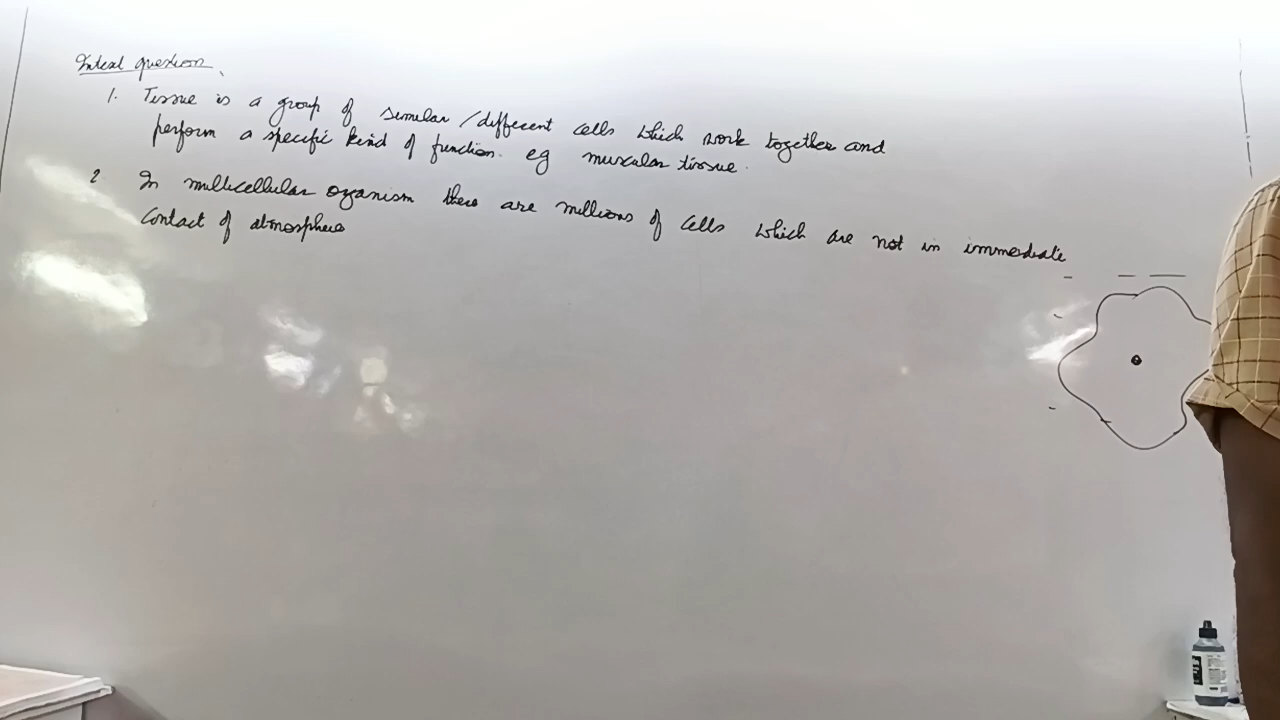 Intext question
1. Tissue is a group of similar / different cells which work together and
perform a specific kind of function. eg muscular tissue.
2 In multicellular organism there are millions of cells which are not in immediate
contact of atmosphere